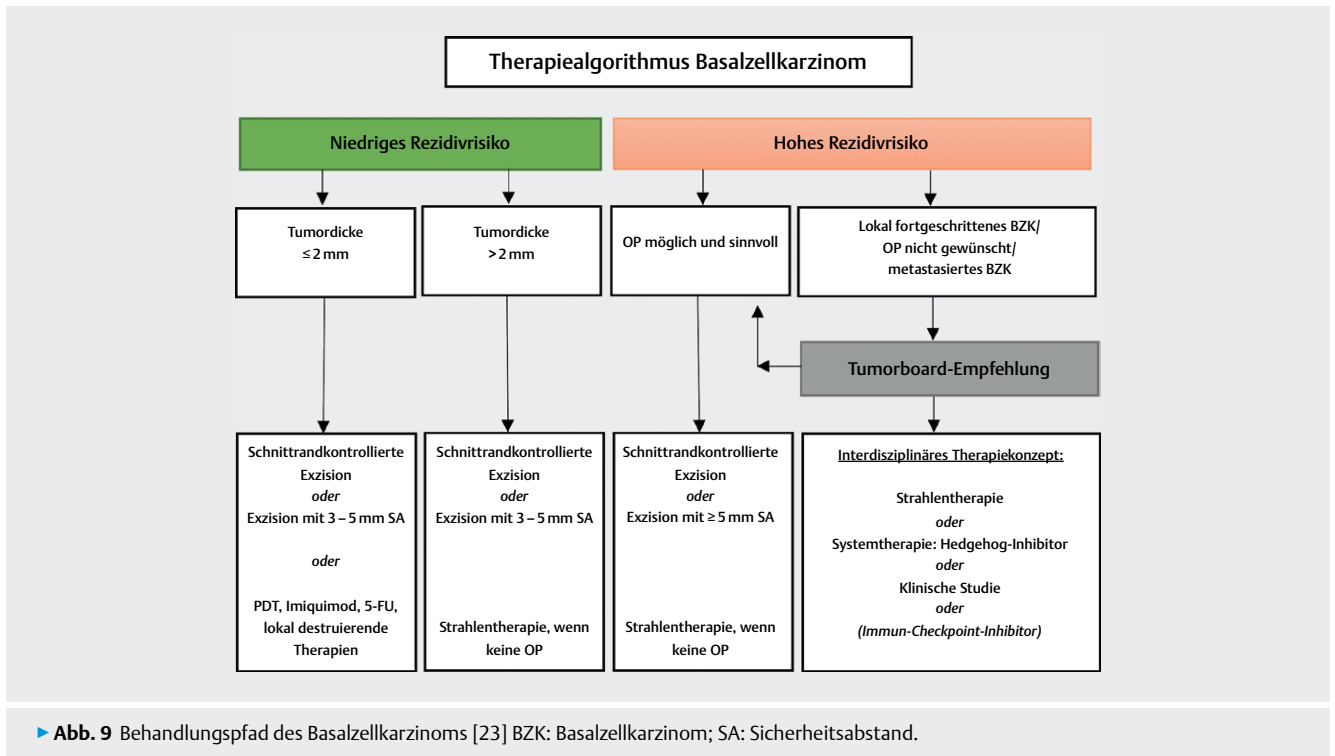 Therapiealgorithmus Basalzellkarzinom
Niedriges Rezidivrisiko
Hohes Rezidivrisiko
Tumordicke
≤ 2 mm
Tumordicke
> 2 mm
OP möglich und sinnvoll
Lokal fortgeschrittenes BZK/
OP nicht gewünscht/
metastasiertes BZK
Tumorboard-Empfehlung
Schnittrandkontrollierte
Exzision
oder
Exzision mit 3 – 5 mm SA
oder
PDT, Imiquimod, 5-FU,
lokal destruierende
Therapien
Schnittrandkontrollierte
Exzision
oder
Exzision mit 3 – 5 mm SA
Strahlentherapie, wenn
keine OP
Schnittrandkontrollierte
Exzision
oder
Exzision mit ≥ 5 mm SA
Strahlentherapie, wenn
keine OP
Interdisziplinäres Therapiekonzept:
Strahlentherapie
oder
Systemtherapie: Hedgehog-Inhibitor
oder
Klinische Studie
oder
(Immun-Checkpoint-Inhibitor)
▶ Abb. 9 Behandlungspfad des Basalzellkarzinoms [23] BZK: Basalzellkarzinom; SA: Sicherheitsabstand.